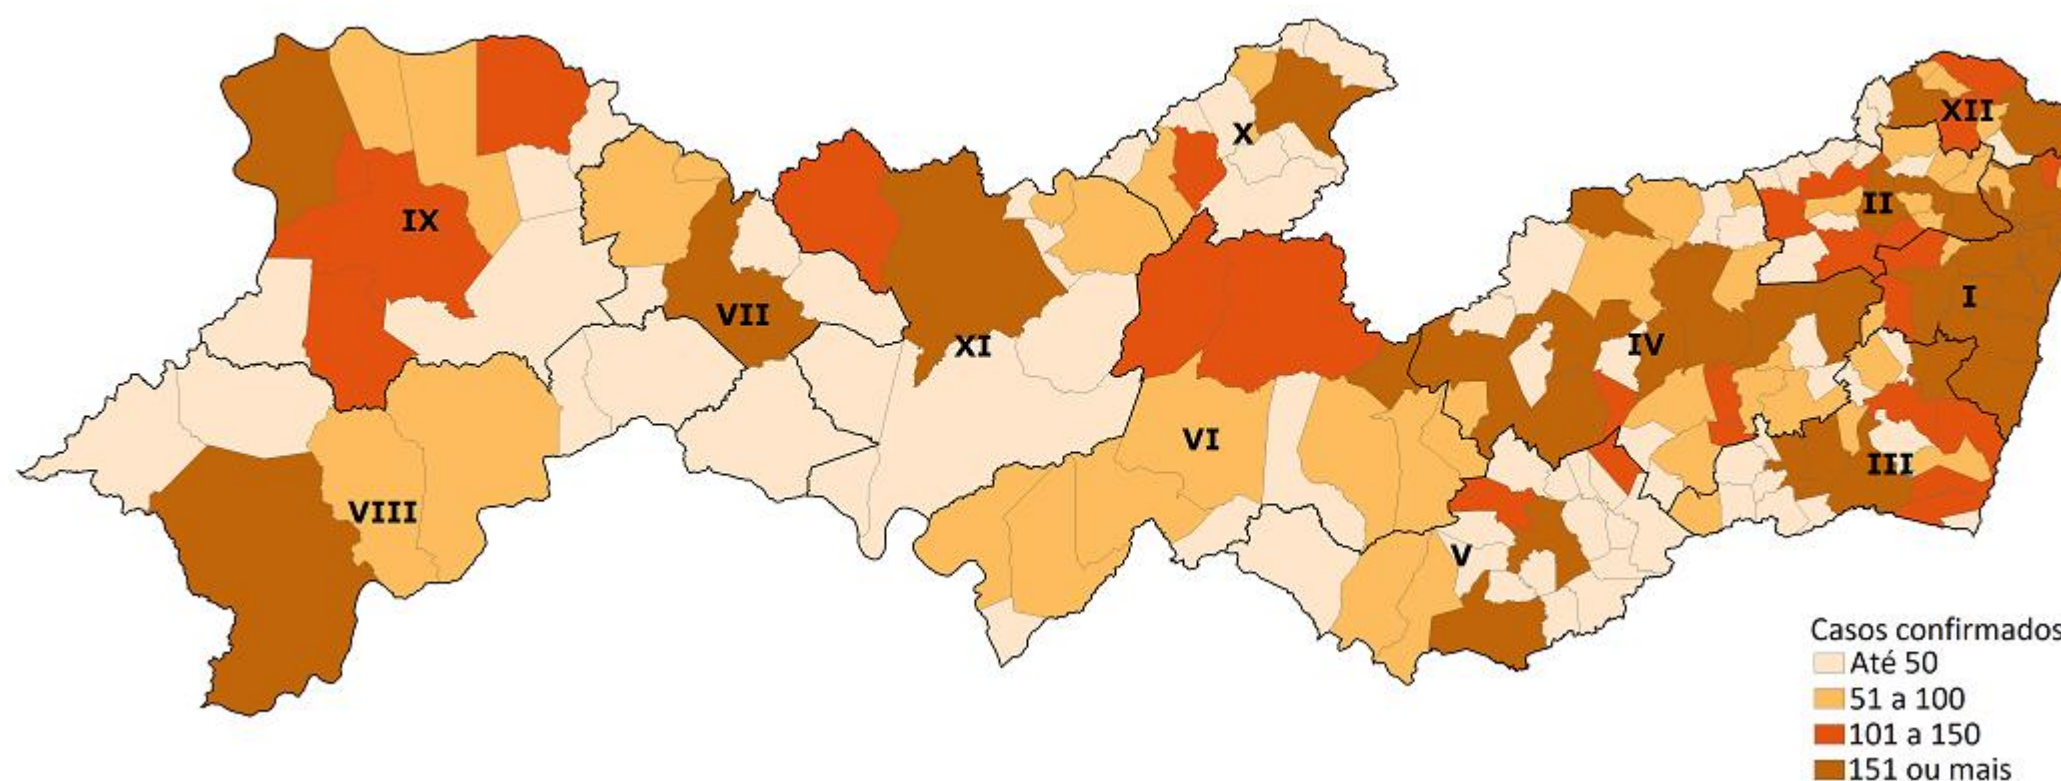 XII
X
II
IX
I
VII
IV
XI
VI
III
VIII
V
Casos confirmados
Até 50
51 a 100
101 a 150
151 ou mais